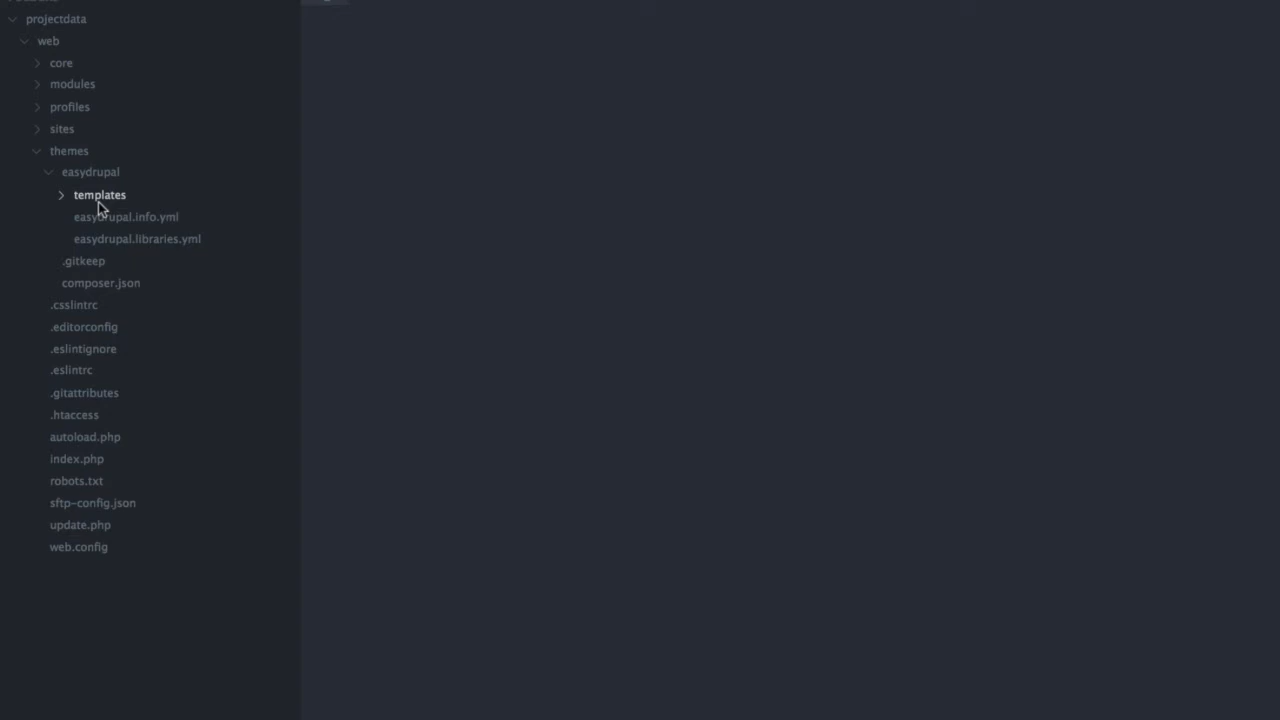 projectdata
web
core
modules
profiles
sites
themes
easydrupal
templates
easydrupal.info.yml
easydrupal.libraries.yml
.gitkeep
composer.json
.csslintrc
.editorconfig
.eslintignore
.eslintrc
.gitattributes
.htaccess
autoload.php
index.php
robots.txt
sftp-config.json
update.php
web.config